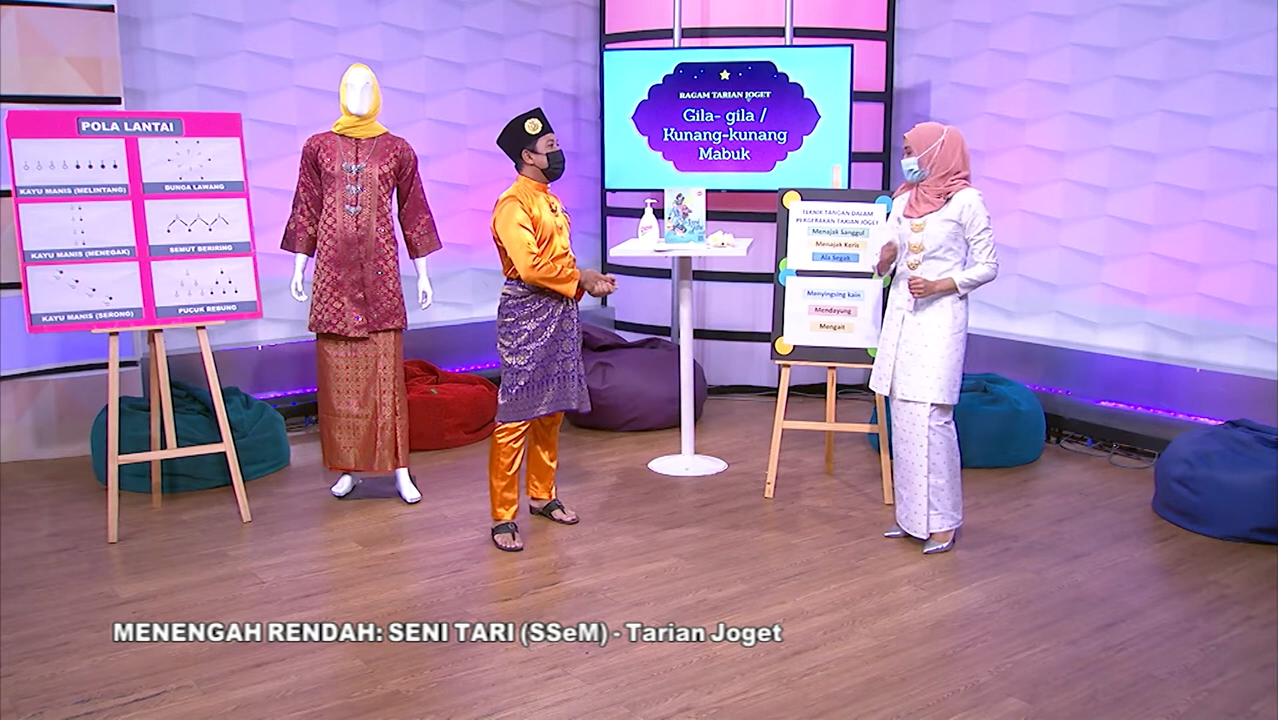 POLA LANTAI
KAYU MANIS (MELINTANG)
BUNGA LAWANG
KAYU MANIS (MENEGAK)
SEMUT BERIRING
KAYU MANIS (SERONG)
PUCUK REBUNG
RAGAM TARIAN JOGET
Gila- gila /
Kunang-kunang
Mabuk
TEKNIK TANGAN DALAM
PERGERAKAN TARIAN JOGET
Menajak Sanggul
Menajak Keris
Ala Segak
Menyingsing kain
Mendayung
Mengait
MENENGAH RENDAH: SENI TARI (SSeM) - Tarian Joget